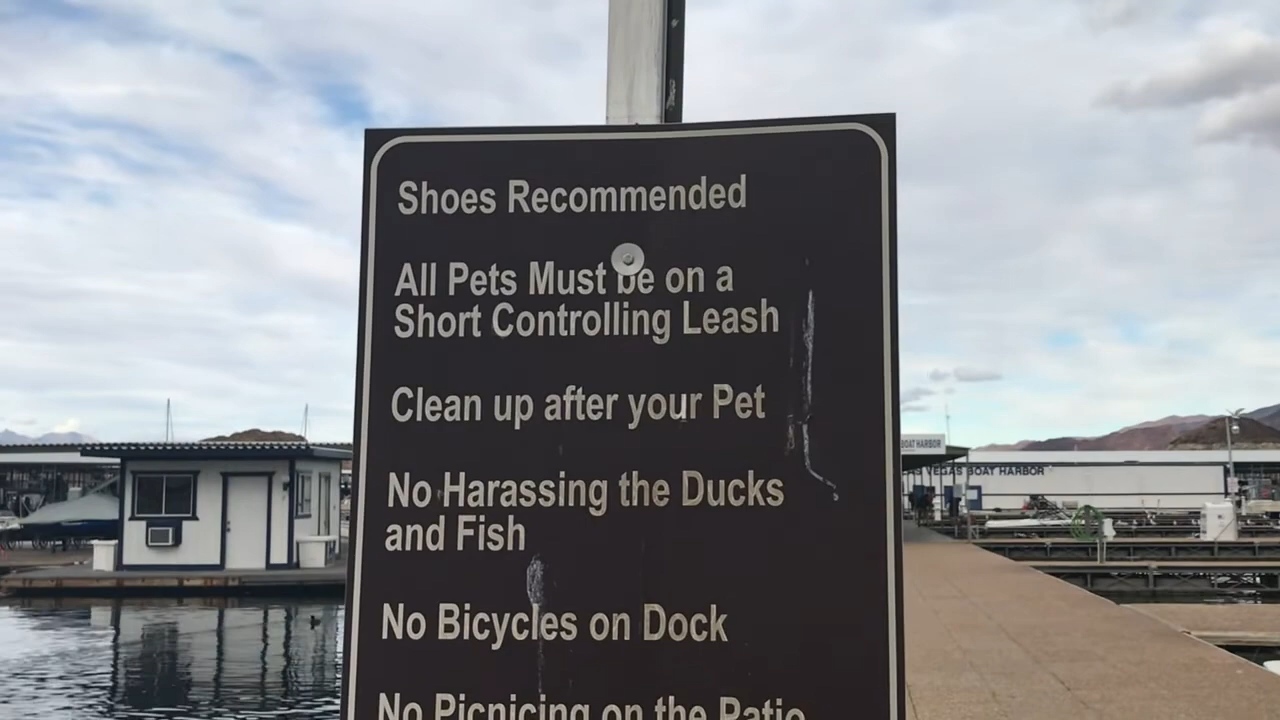 Shoes Recommended
All Pets Must be on a
Short Controlling Leash
Clean up after your Pet
No Harassing the Ducks
and Fish
No Bicycles on Dock
No Picnicing on the Patio
BOAT HARBOR
VEGAS BOAT HARBOR